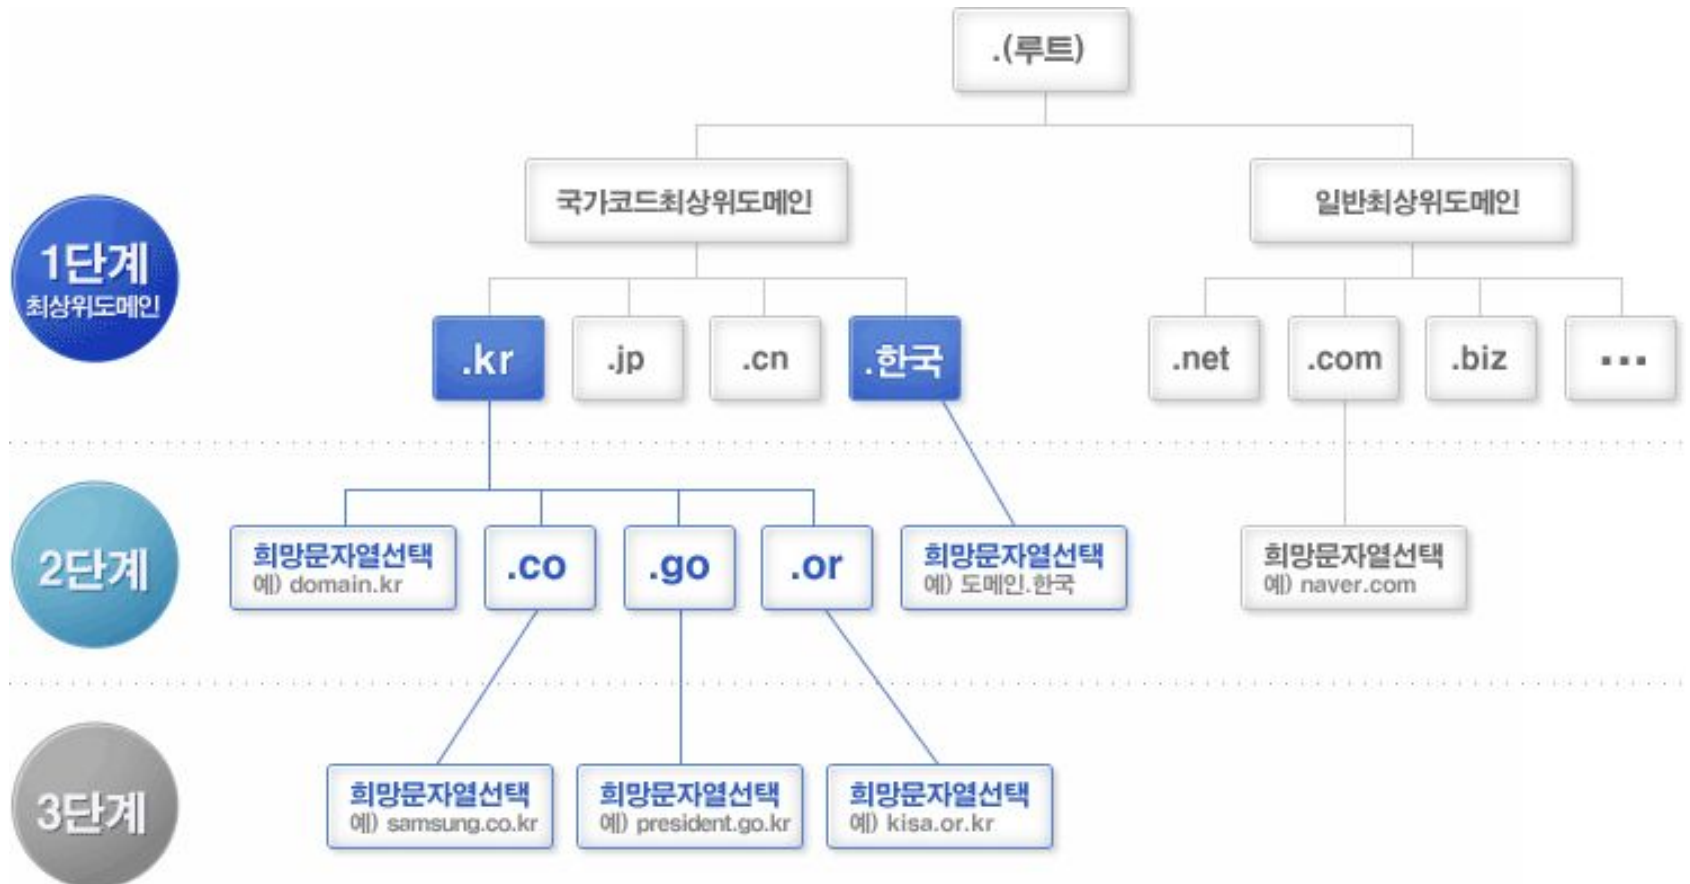 .(루트)
국가코드최상위도메인
일반최상위도메인
1단계
최상위도메인
.kr
.jp
.cn
.한국
.net
.com
.biz
...
2단계
희망문자열선택
예) domain.kr
.co
.go
.or
희망문자열선택
예) 도메인.한국
희망문자열선택
예) naver.com
3단계
희망문자열선택
예) samsung.co.kr
희망문자열선택
예) president.go.kr
희망문자열선택
예) kisa.or.kr